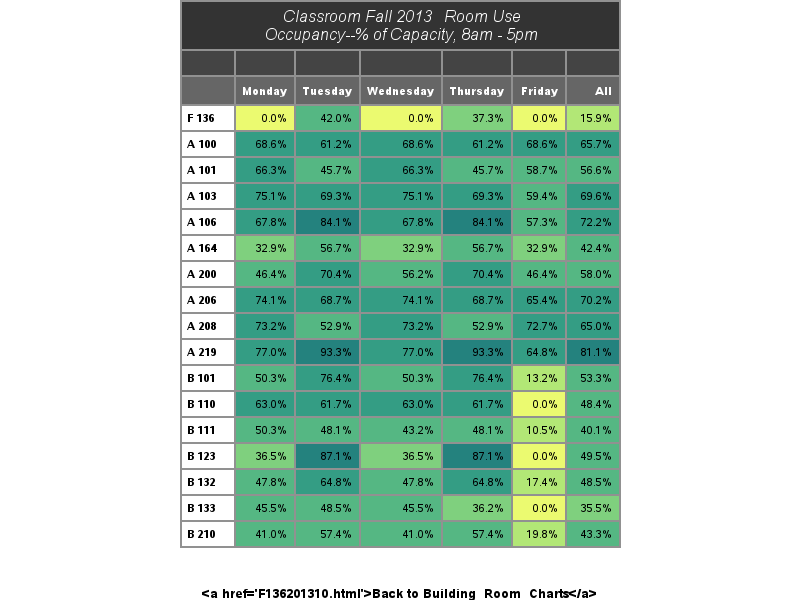 Classroom Fall 2013 Room Use
Occupancy--% of Capacity, 8am - 5pm
Monday Tuesday Wednesday Thursday Friday All
F 136 0.0% 42.0% 0.0% 37.3% 0.0% 15.9%
A 100 68.6% 61.2% 68.6% 61.2% 68.6% 65.7%
A 101 66.3% 45.7% 66.3% 45.7% 58.7% 56.6%
A 103 75.1% 69.3% 75.1% 69.3% 59.4% 69.6%
A 106 67.8% 84.1% 67.8% 84.1% 57.3% 72.2%
A 164 32.9% 56.7% 32.9% 56.7% 32.9% 42.4%
A 200 46.4% 70.4% 56.2% 70.4% 46.4% 58.0%
A 206 74.1% 68.7% 74.1% 68.7% 65.4% 70.2%
A 208 73.2% 52.9% 73.2% 52.9% 72.7% 65.0%
A 219 77.0% 93.3% 77.0% 93.3% 64.8% 81.1%
B 101 50.3% 76.4% 50.3% 76.4% 13.2% 53.3%
B 110 63.0% 61.7% 63.0% 61.7% 0.0% 48.4%
B 111 50.3% 48.1% 43.2% 48.1% 10.5% 40.1%
B 123 36.5% 87.1% 36.5% 87.1% 0.0% 49.5%
B 132 47.8% 64.8% 47.8% 64.8% 17.4% 48.5%
B 133 45.5% 48.5% 45.5% 36.2% 0.0% 35.5%
B 210 41.0% 57.4% 41.0% 57.4% 19.8% 43.3%
<a href='F136201310.html'>Back to Building_Room_Charts</a>